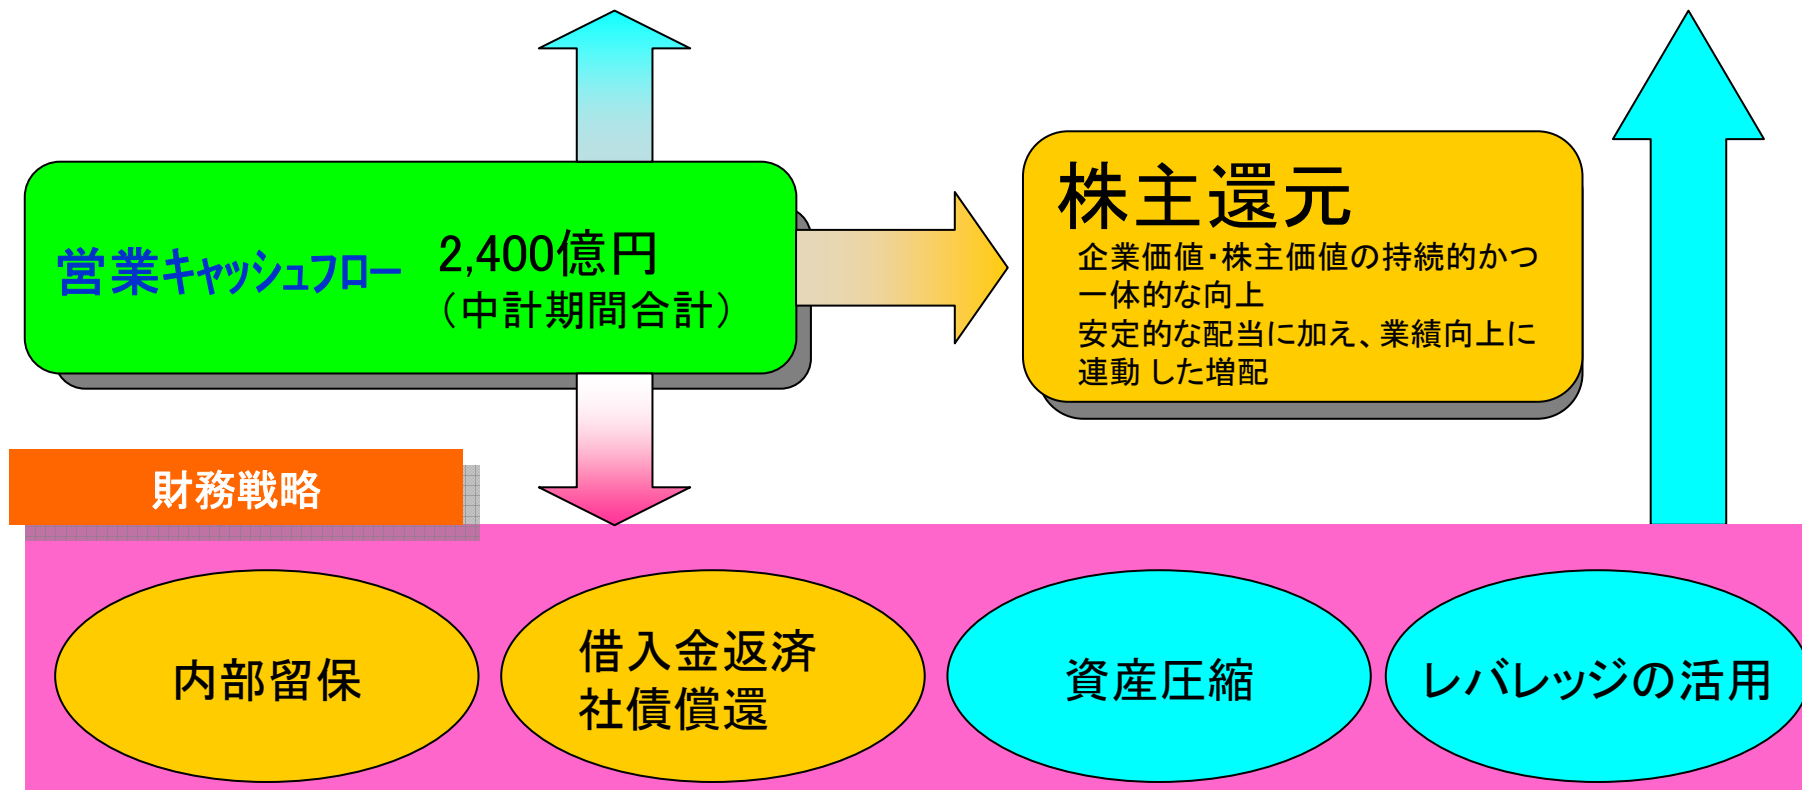 営業キャッシュフロー
2,400億円
（中計期間合計）
株主還元
企業価値・株主価値の持続的かつ
一体的な向上
安定的な配当に加え、業績向上に
連動した増配
財務戦略
内部留保
借入金返済
社債償還
資産圧縮
レバレッジの活用